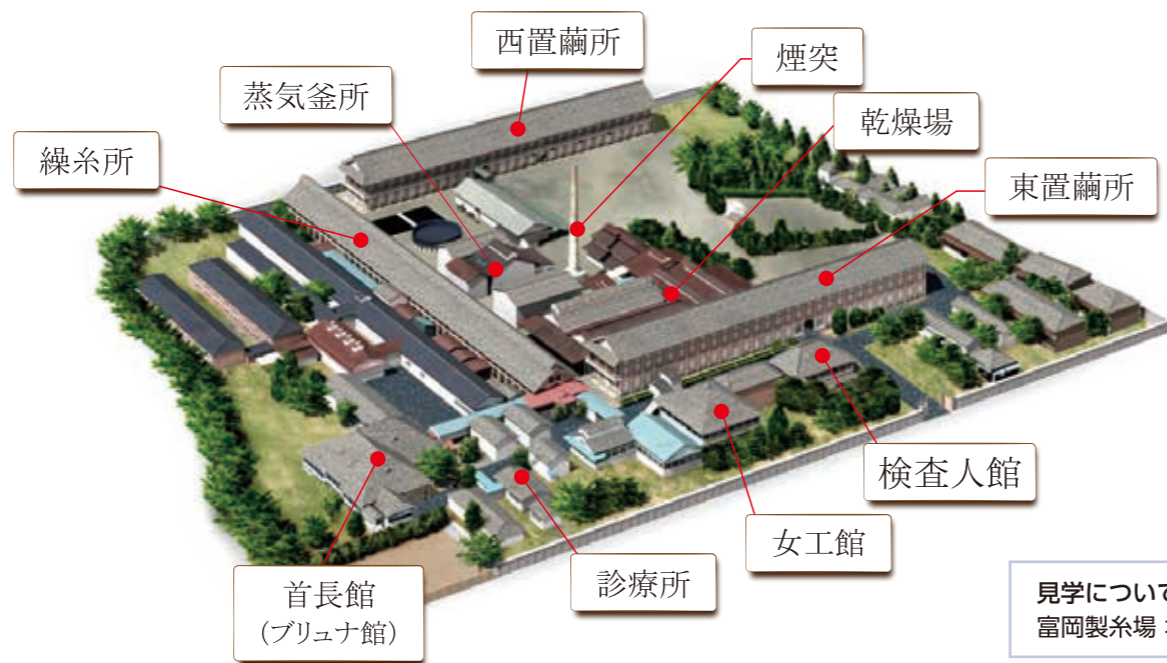 西置繭所
煙突
蒸気釜所
乾燥場
繰糸所
東置繭所
検査人館
女工館
診療所
首長館
（ブリュナ館）
見学について
富岡製糸場